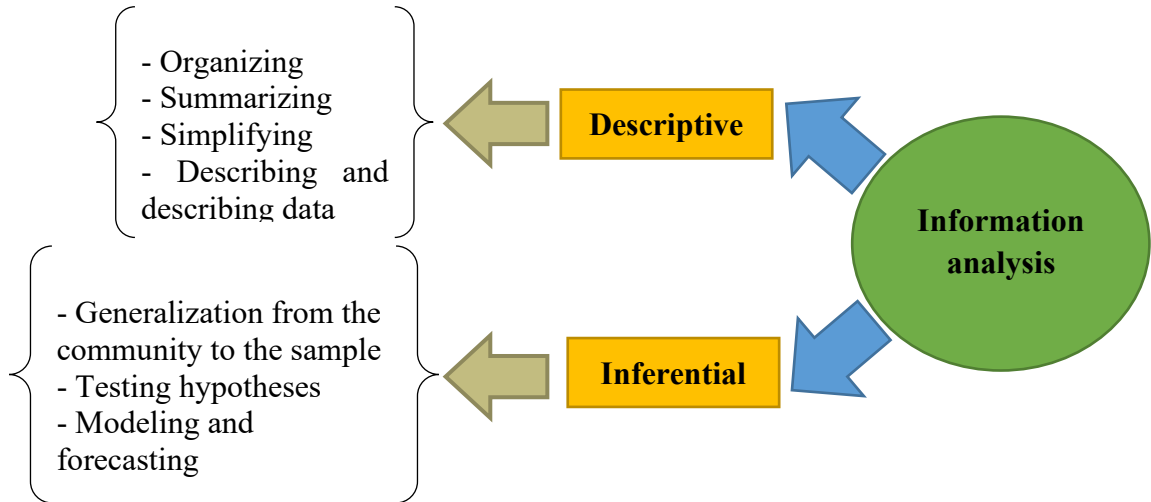 - Organizing
- Summarizing
- Simplifying
- Describing and
describing data
Descriptive
Information
analysis
- Generalization from the
community to the sample
- Testing hypotheses
- Modeling and
forecasting
Inferential